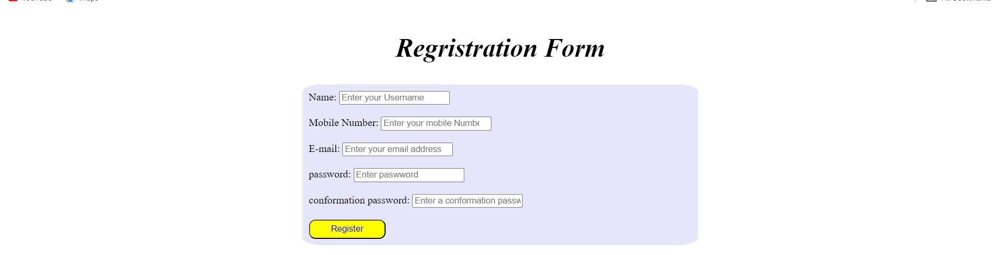 Regristration Form
Name: Enter your Username
Mobile Number: Enter your mobile Numbe
E-mail: Enter your email address
password: Enter paswword
conformation password: Enter a conformation passw
Register